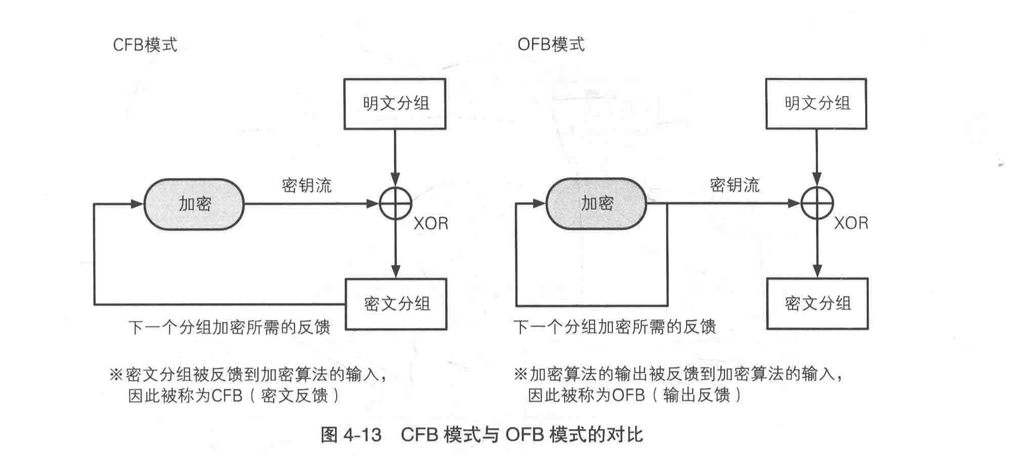 CFB模式
明文分组
加密
密钥流
XOR
密文分组
下一个分组加密所需的反馈
※密文分组被反馈到加密算法的输入，
因此被称为CFB（密文反馈）
OFB模式
明文分组
加密
密钥流
XOR
密文分组
下一个分组加密所需的反馈
※加密算法的输出被反馈到加密算法的输入，
因此被称为OFB（输出反馈）
图 4-13 CFB 模式与 OFB 模式的对比